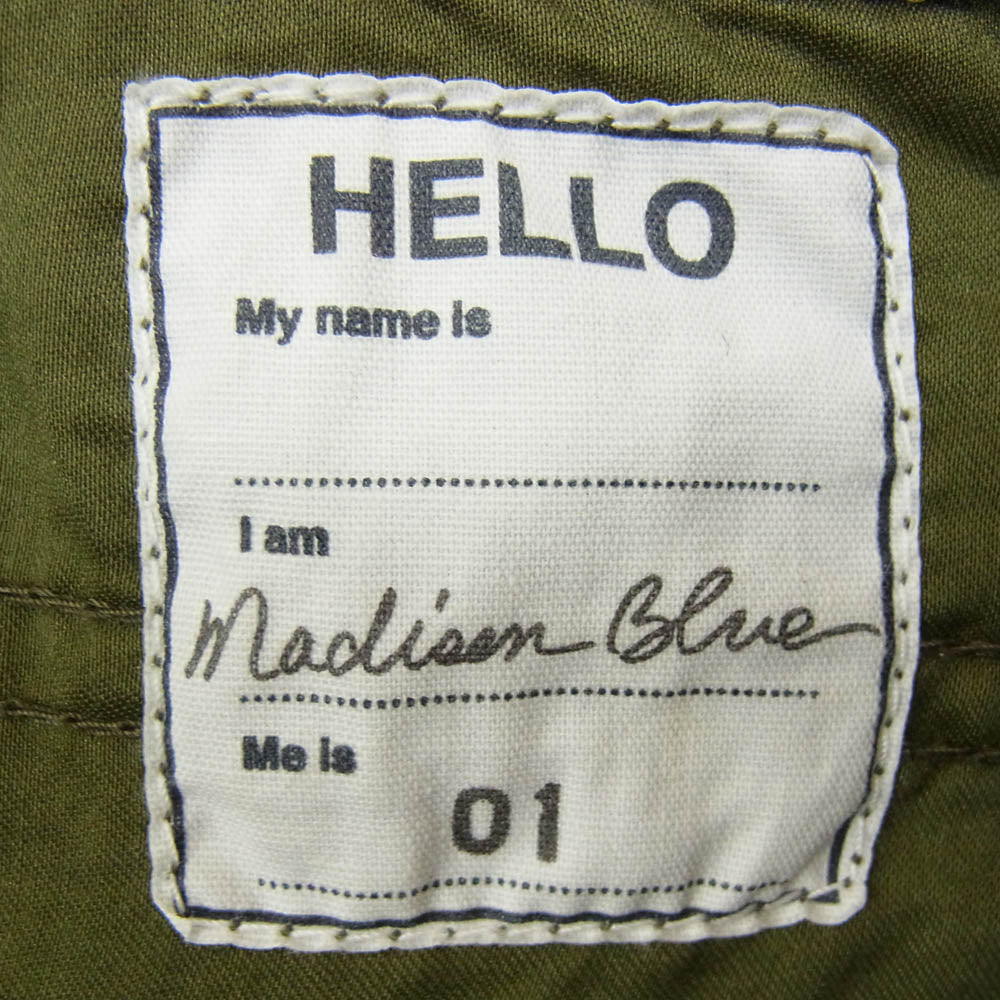 HELLO
My name is
I am
Madison Blue
Me is
01